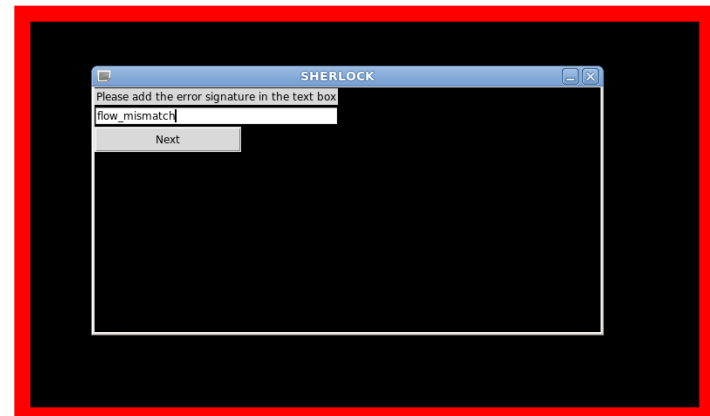 SHERLOCK
Please add the error signature in the text box
flow_mismatch
Next